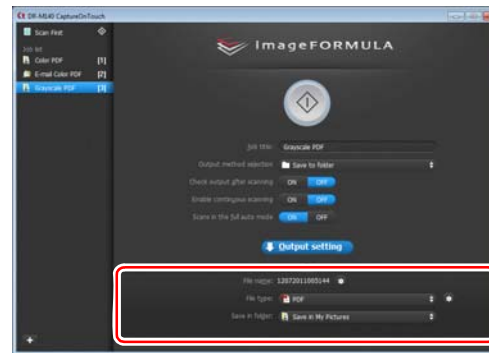 DR-M140 CaptureOnTouch
Scan First
Job list
Color PDF [1]
E-mail Color PDF [2]
Grayscale PDF [3]
imageFORMULA
Job title: Grayscale PDF
Output method selection Save to folder
Check output after scanning ON OFF
Enable continuous scanning ON OFF
Scans in the full auto mode ON OFF
Output setting
File name: 12072011005144
File type: PDF
Save in folder: Save in My Pictures